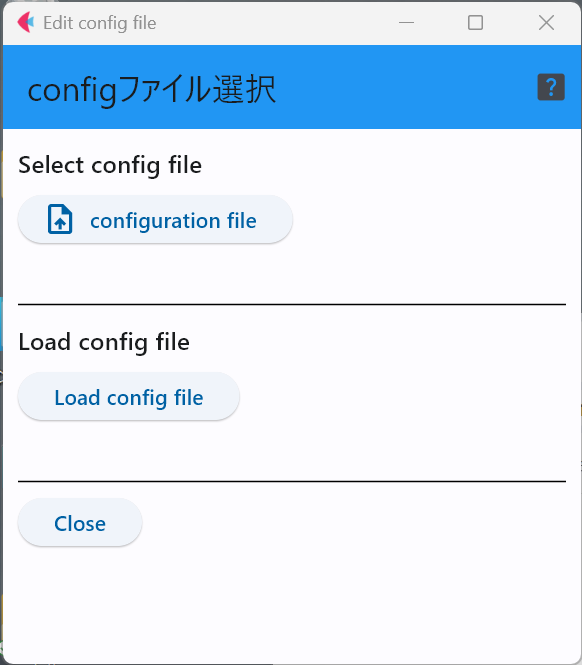 Edit config file
configファイル選択
?
Select config file
configuration file
Load config file
Load config file
Close